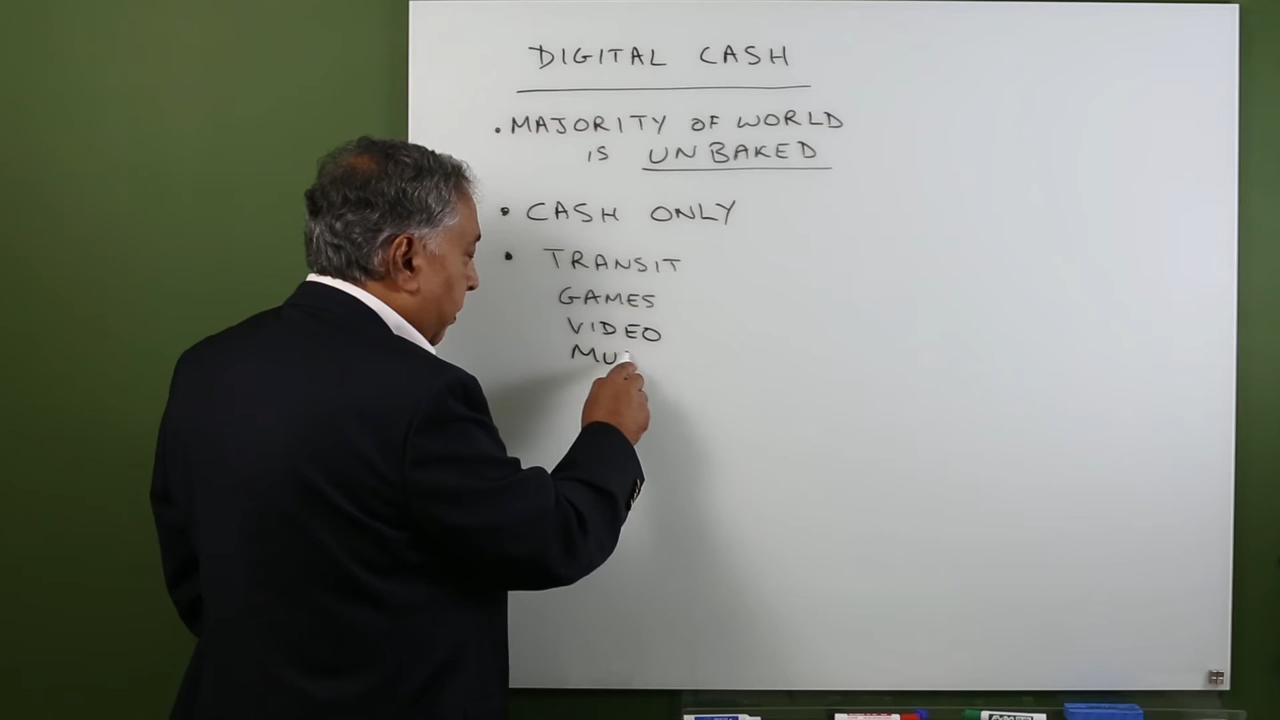 DIGITAL CASH
• MAJORITY OF WORLD
IS UNBAKED
• CASH ONLY
• TRANSIT
GAMES
VIDEO
MU